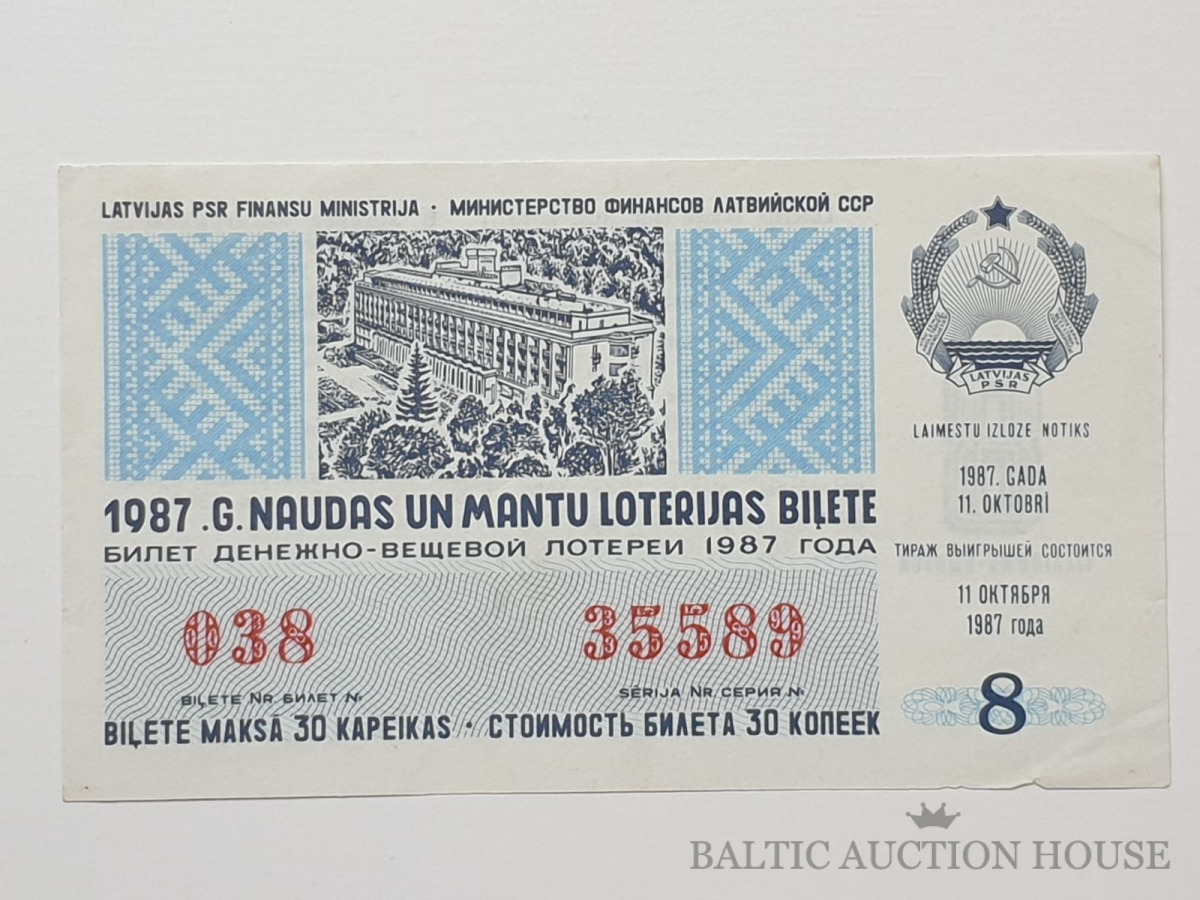 LATVIJAS PSR FINANSU MINISTRIJA · МИНИСТЕРСТВО ФИНАНСОВ ЛАТВИЙСКОЙ ССР
LATVIJAS
PSR
LAIMESTU IZLOZE NOTIKS
1987. GADA
11. OKTOBRĪ
1987.G. NAUDAS UN MANTU LOTERIJAS BIĻETE
БИЛЕТ ДЕНЕЖНО-ВЕЩЕВОЙ ЛОТЕРЕИ 1987 ГОДА
ТИРАЖ ВЫИГРЫШЕЙ СОСТОИТСЯ
11 ОКТЯБРЯ
1987 года
038 35589
BIĻETE NR. БИЛЕТ № SĒRIJA NR. СЕРИЯ №
8
BIĻETE MAKSĀ 30 KAPEIKAS · СТОИМОСТЬ БИЛЕТА 30 КОПЕЕК
BALTIC AUCTION HOUSE